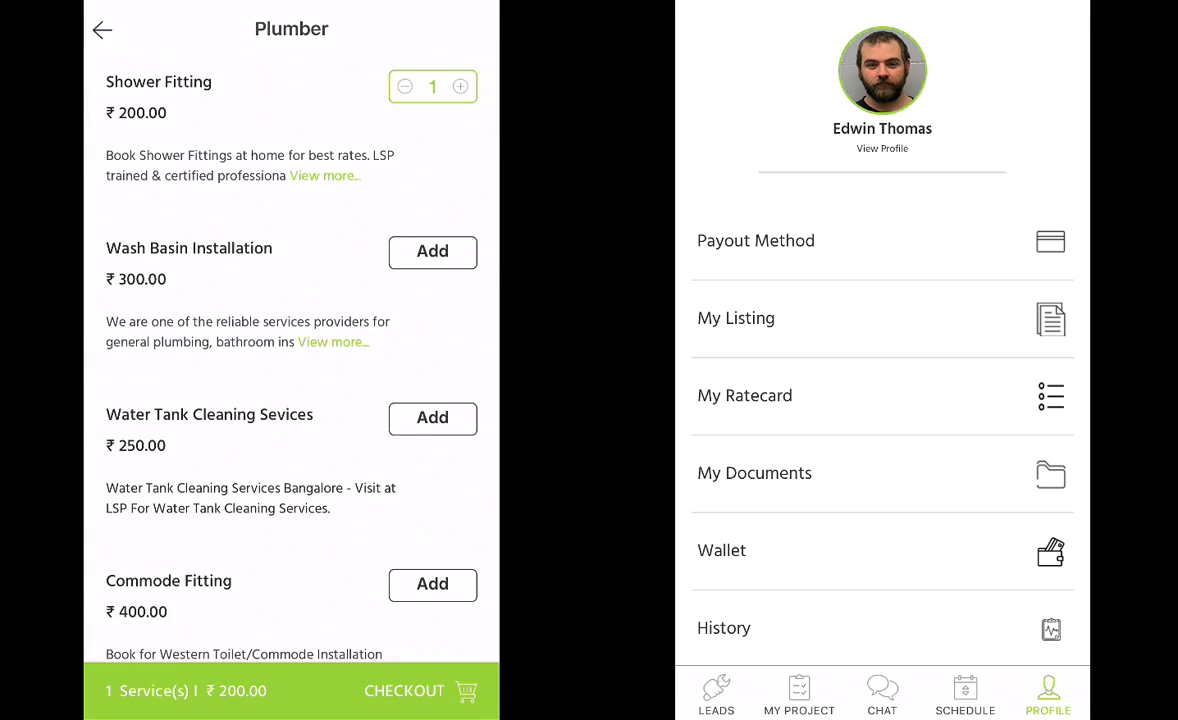 Plumber
Shower Fitting
1
₹ 200.00
Book Shower Fittings at home for best rates. LSP
trained & certified professiona View more...
Wash Basin Installation
Add
₹ 300.00
We are one of the reliable services providers for
general plumbing, bathroom ins View more...
Water Tank Cleaning Sevices
Add
₹ 250.00
Water Tank Cleaning Services Bangalore - Visit at
LSP For Water Tank Cleaning Services.
Commode Fitting
Add
₹ 400.00
Book for Western Toilet/Commode Installation
1 Service(s) I ₹ 200.00
CHECKOUT
Edwin Thomas
View Profile
Payout Method
My Listing
My Ratecard
My Documents
Wallet
History
LEADS
MY PROJECT
CHAT
SCHEDULE
PROFILE